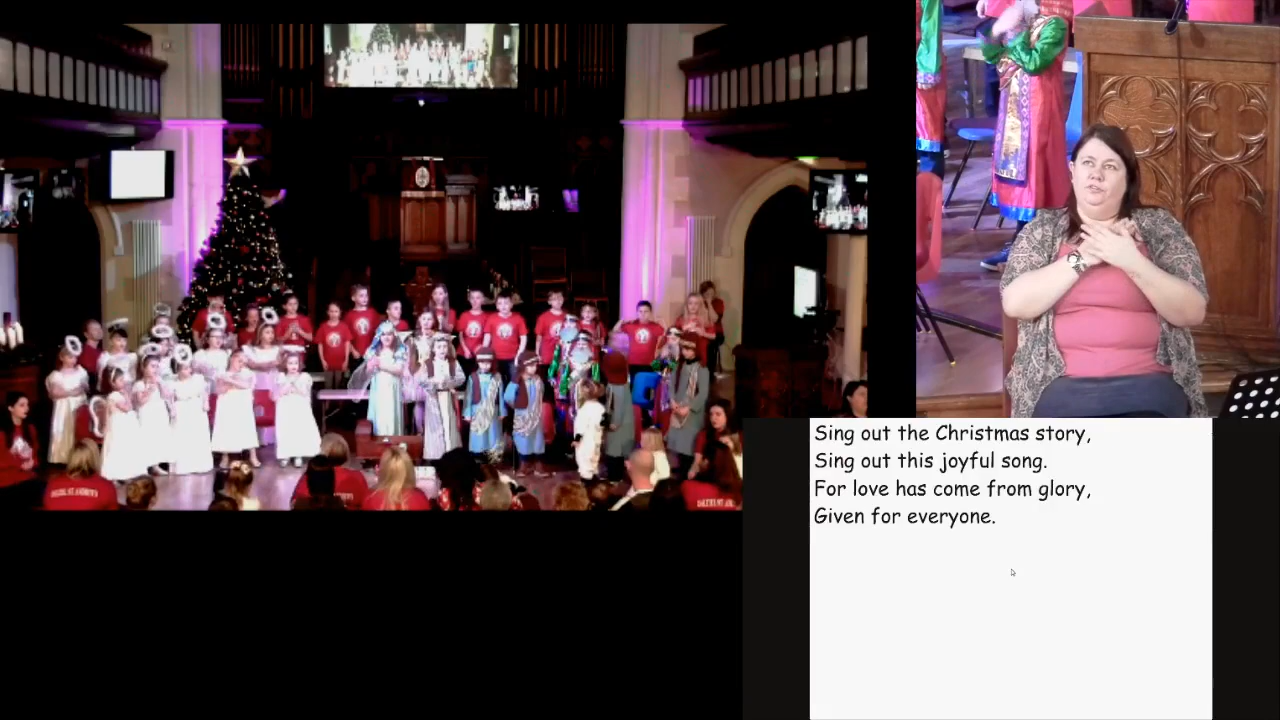 Sing out the Christmas story,
Sing out this joyful song.
For love has come from glory,
Given for everyone.